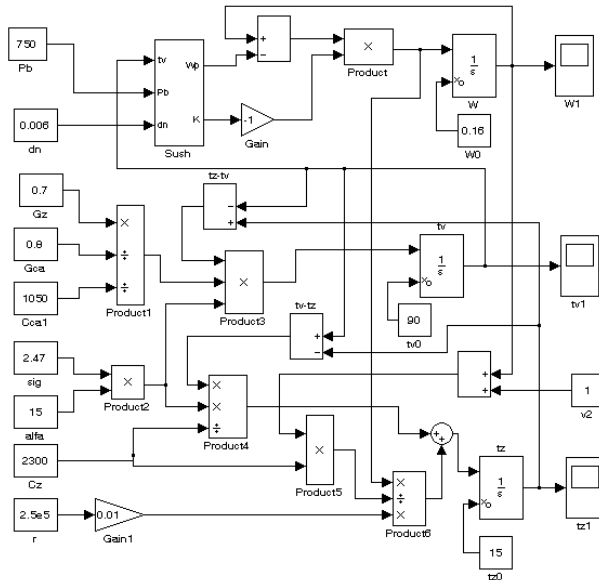 750
Pb
0.006
dn
tv
Pb
dn
Wp
K
Sush
+
−
-1
Gain
×
Product
1
s
xo
W
0.16
W0
W1
0.7
Gz
0.8
Gca
1050
Cca1
×
÷
÷
Product1
tz-tv
−
+
×
Product3
tv
1
s
xo
90
tv0
tv1
2.47
sig
15
alfa
×
Product2
tv-tz
+
−
×
×
÷
Product4
+
+
1
v2
2300
Cz
×
Product5
++
tz
1
s
xo
15
tz0
tz1
2.5e5
r
0.01
Gain1
×
÷
×
Product6